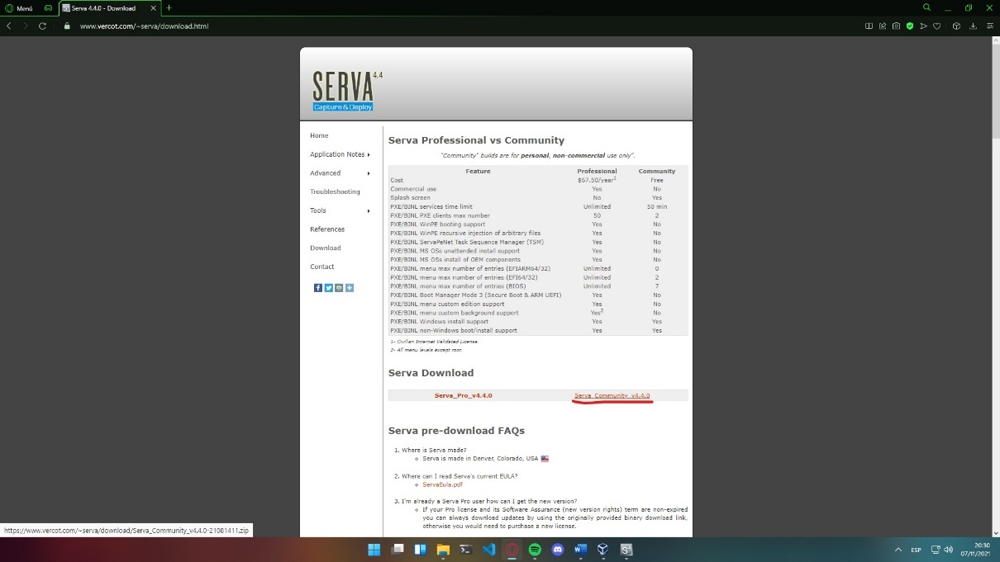 Menú
Serva 4.4.0 - Download
www.vercot.com/~serva/download.html
SERVA 4.4
Capture & Deploy
Home
Application Notes
Advanced
Troubleshooting
Tools
References
Download
Contact
Serva Professional vs Community
"Community" builds are for personal, non-commercial use only".
Feature Professional Community
Cost $67.50/year1 Free
Commercial use Yes No
Splash screen No Yes
PXE/BINL services time limit Unlimited 50 min
PXE/BINL PXE clients max number 50 2
PXE/BINL WinPE booting support Yes No
PXE/BINL WinPE recursive injection of arbitrary files Yes No
PXE/BINL ServaPeNet Task Sequence Manager (TSM) Yes No
PXE/BINL MS OSs unattended install support Yes No
PXE/BINL MS OSs install of OEM components Yes No
PXE/BINL menu max number of entries (EFIARM64/32) Unlimited 0
PXE/BINL menu max number of entries (EFI64/32) Unlimited 2
PXE/BINL menu max number of entries (BIOS) Unlimited 7
PXE/BINL Boot Manager Mode 3 (Secure Boot & ARM UEFI) Yes No
PXE/BINL menu custom edition support Yes No
PXE/BINL menu custom background support Yes2 No
PXE/BINL Windows install support Yes Yes
PXE/BINL non-Windows boot/install support Yes Yes
1- Civilian Internet Validated License.
2- All menu levels except root.
Serva Download
Serva_Pro_v4.4.0 Serva_Community_v4.4.0
Serva pre-download FAQs
1. Where is Serva made?
Serva is made in Denver, Colorado, USA
2. Where can I read Serva's current EULA?
ServaEula.pdf
3. I'm already a Serva Pro user how can I get the new version?
If your Pro license and its Software Assurance (new version rights) term are non-expired
you can always download updates by using the originally provided binary download link,
otherwise you would need to purchase a new license.
https://www.vercot.com/~serva/download/Serva_Community_v4.4.0-21081411.zip
ESP
20:30
07/11/2021